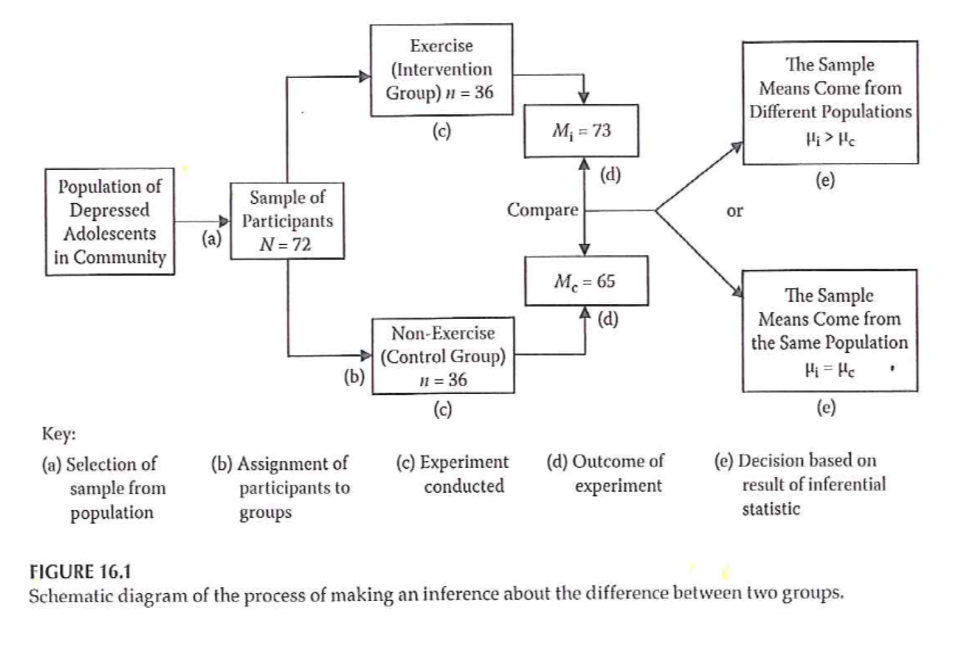 Population of
Depressed
Adolescents
in Community
(a)
Sample of
Participants
N = 72
Exercise
(Intervention
Group) n = 36
(c)
(b)
Non-Exercise
(Control Group)
n = 36
(c)
Mᵢ = 73
(d)
Compare
M꜀ = 65
(d)
The Sample
Means Come from
Different Populations
μᵢ > μ꜀
(e)
or
The Sample
Means Come from
the Same Population
μᵢ = μ꜀
(e)
Key:
(a) Selection of
sample from
population
(b) Assignment of
participants to
groups
(c) Experiment
conducted
(d) Outcome of
experiment
(e) Decision based on
result of inferential
statistic
FIGURE 16.1
Schematic diagram of the process of making an inference about the difference between two groups.